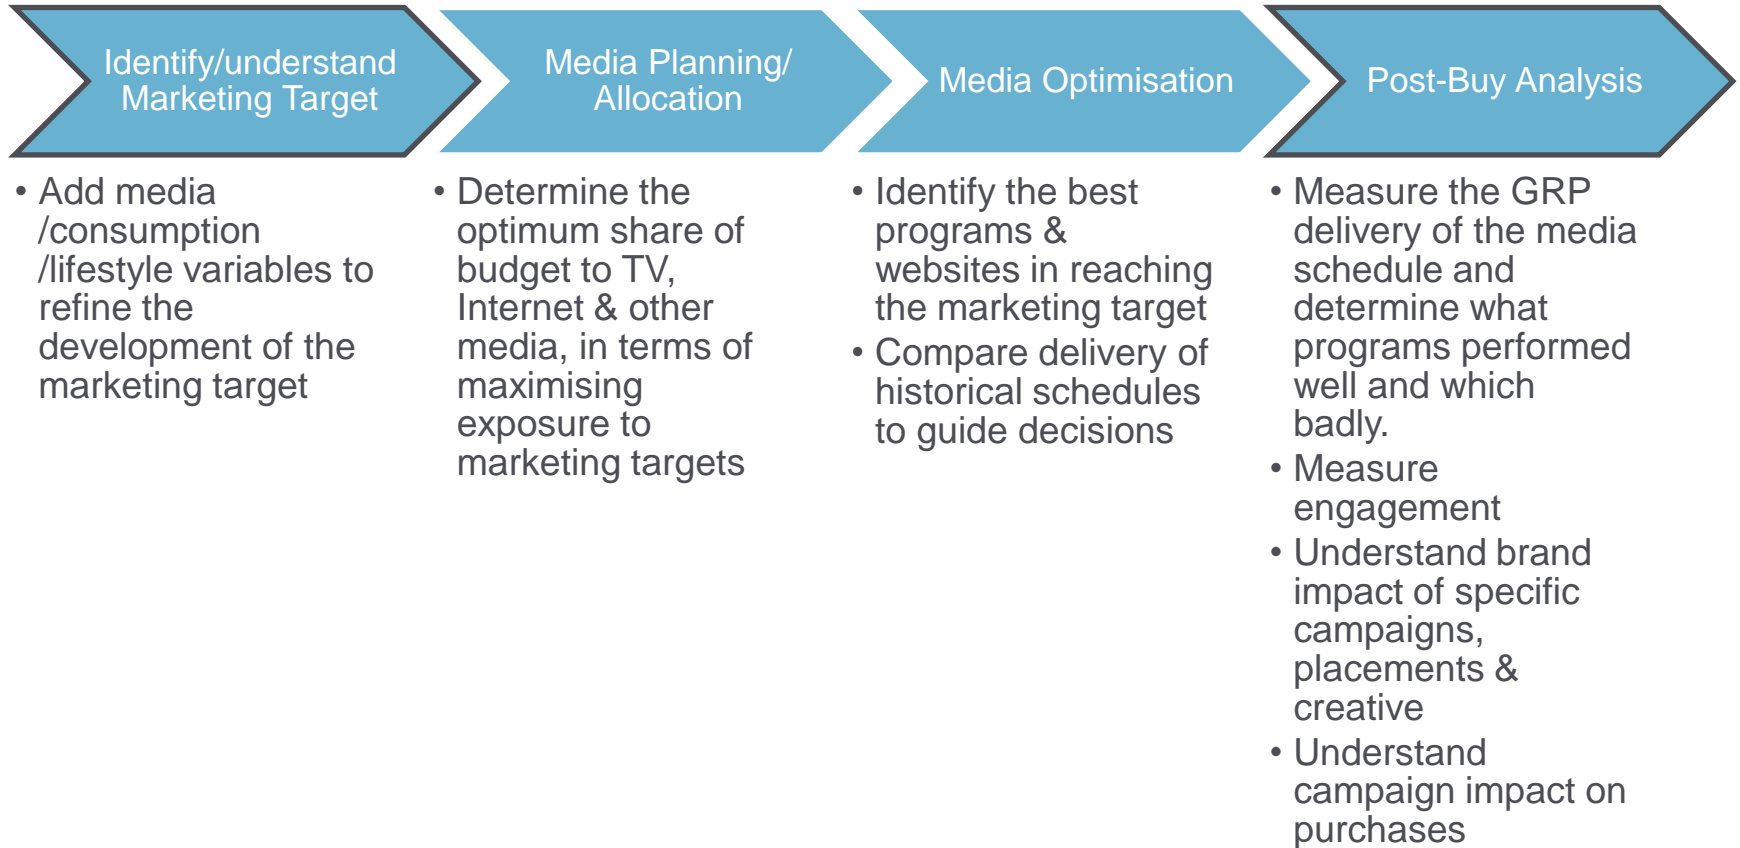 Identify/understand
Marketing Target
Media Planning/
Allocation
Media Optimisation
Post-Buy Analysis
• Add media
/consumption
/lifestyle variables to
refine the
development of the
marketing target
• Determine the
optimum share of
budget to TV,
Internet & other
media, in terms of
maximising
exposure to
marketing targets
• Identify the best
programs &
websites in reaching
the marketing target
• Compare delivery of
historical schedules
to guide decisions
• Measure the GRP
delivery of the media
schedule and
determine what
programs performed
well and which
badly.
• Measure
engagement
• Understand brand
impact of specific
campaigns,
placements &
creative
• Understand
campaign impact on
purchases